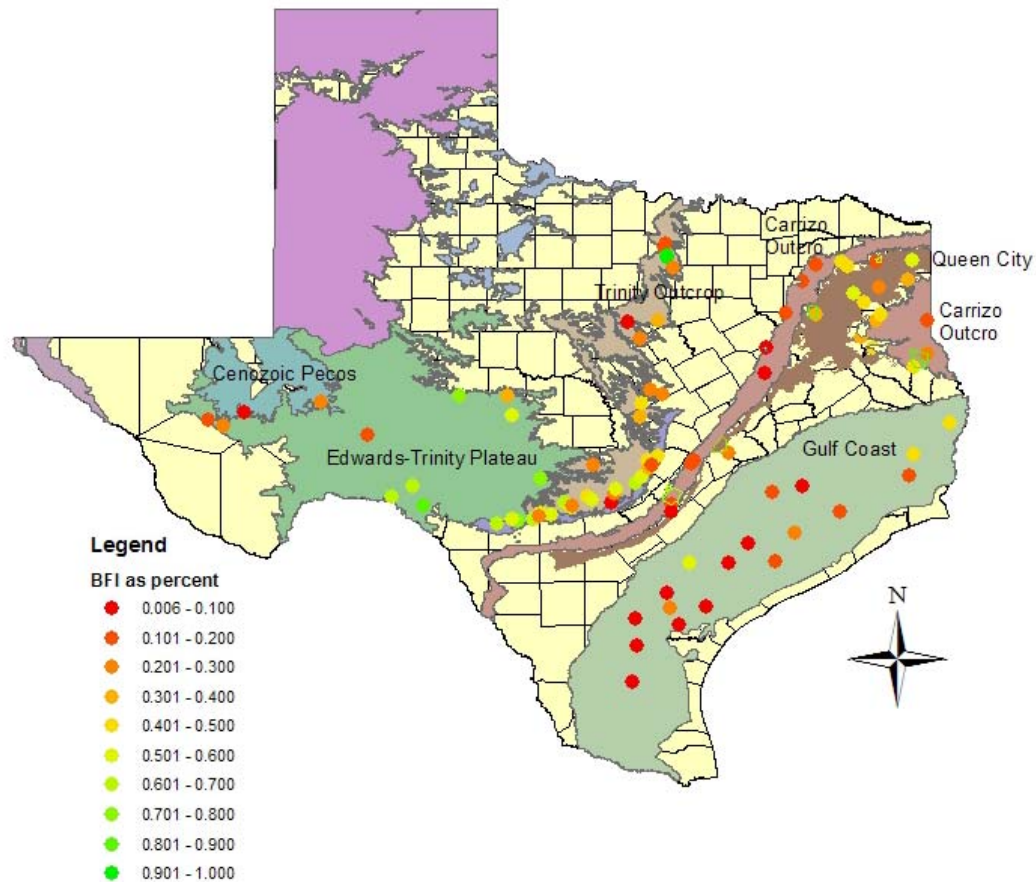 Carrizo
Outcro
Queen City
Trinity Outcrop
Carrizo
Outcro
Cenozoic Pecos
Gulf Coast
Edwards-Trinity Plateau
Legend
BFI as percent
0.006 - 0.100
0.101 - 0.200
0.201 - 0.300
0.301 - 0.400
0.401 - 0.500
0.501 - 0.600
0.601 - 0.700
0.701 - 0.800
0.801 - 0.900
0.901 - 1.000
N